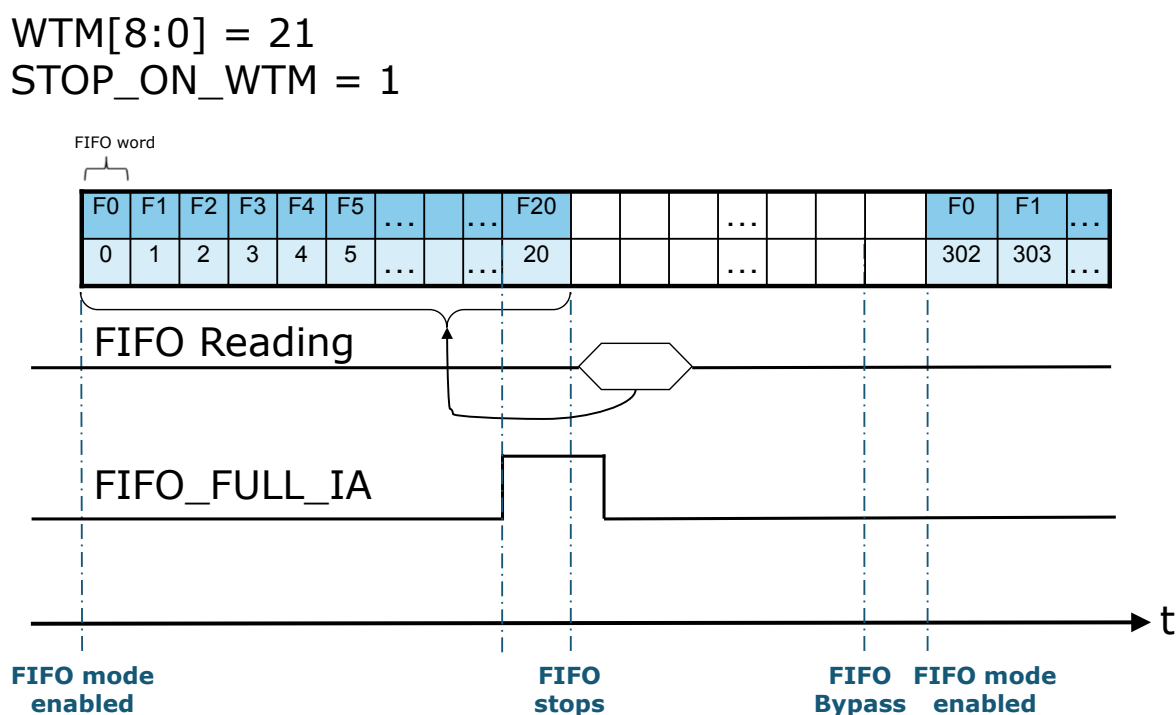 WTM[8:0] = 21
STOP_ON_WTM = 1
FIFO word
F0 F1 F2 F3 F4 F5 ... ... F20 ... F0 F1 ...
0 1 2 3 4 5 ... ... 20 ... 302 303 ...
FIFO Reading
FIFO_FULL_IA
t
FIFO mode enabled
FIFO stops
FIFO Bypass
FIFO mode enabled